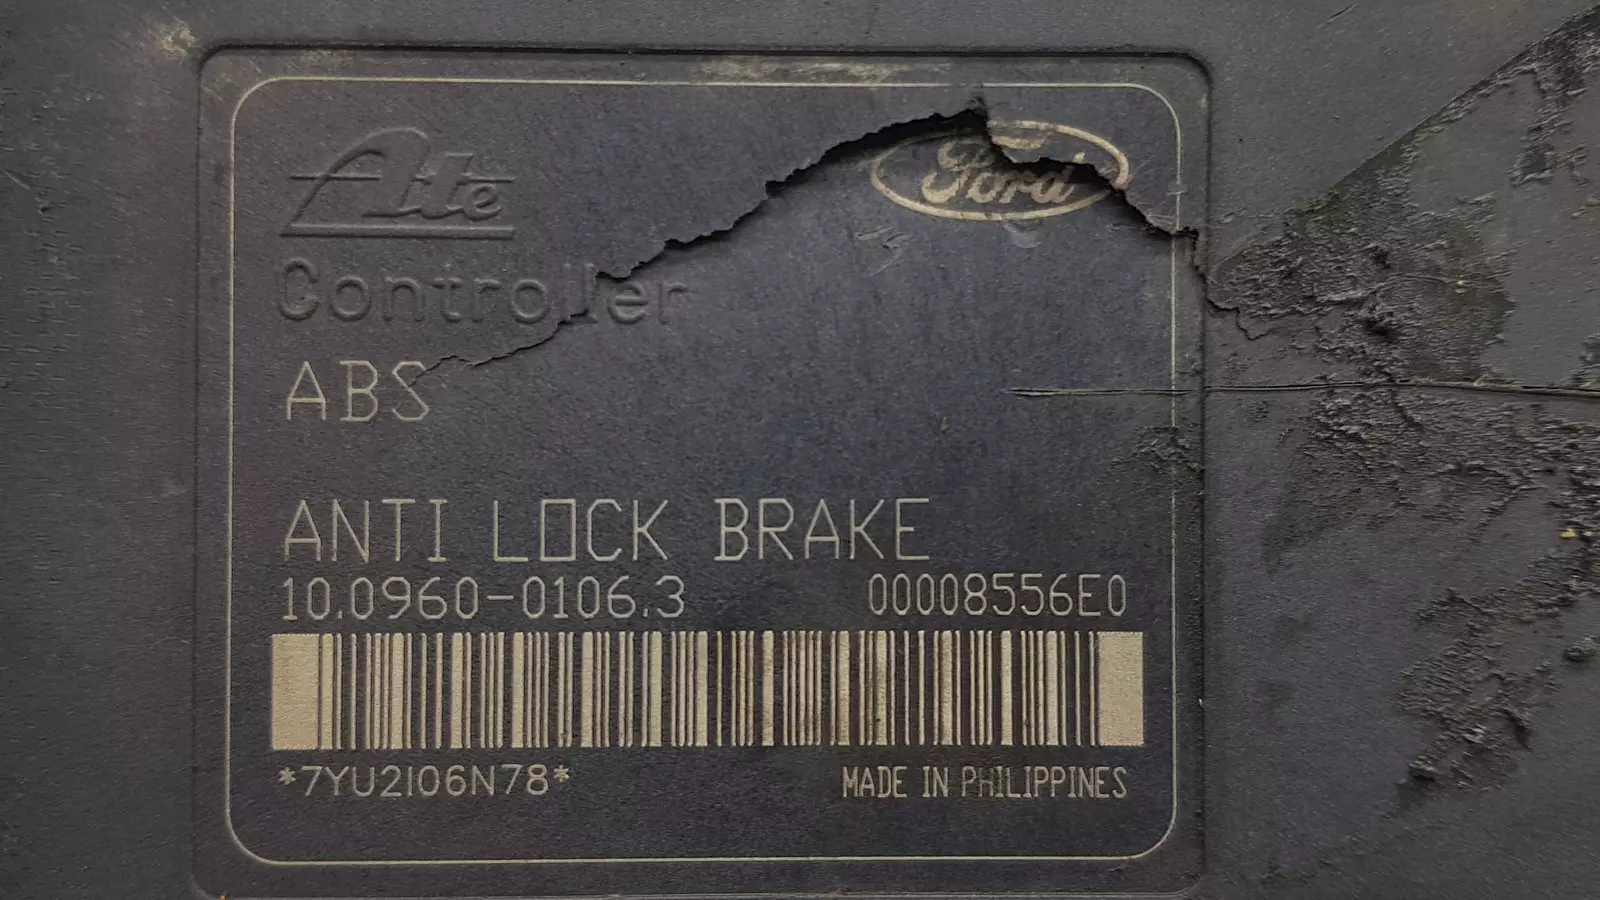 Ate
Ford
Controller
ABS
ANTI LOCK BRAKE
10.0960-0106.3 00008556E0
*7YU2I06N78*
MADE IN PHILIPPINES